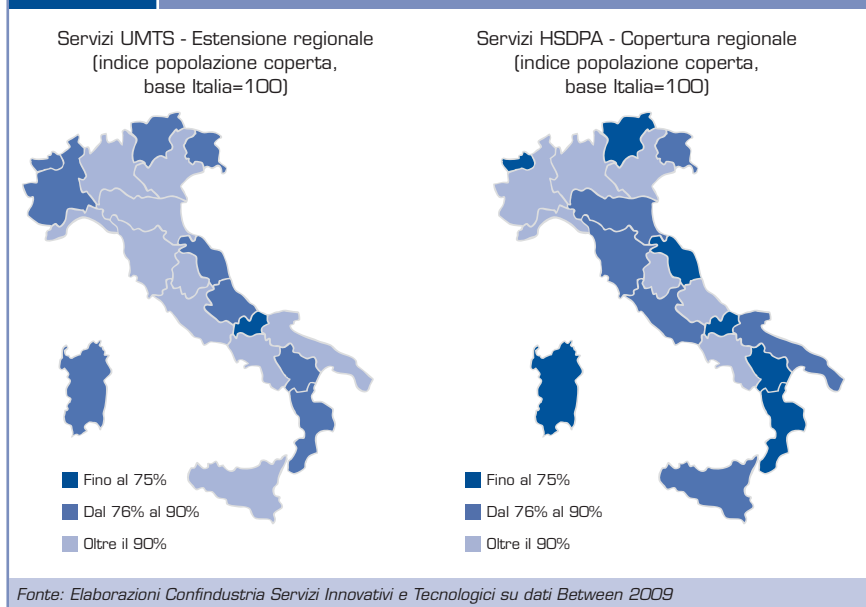 Servizi UMTS - Estensione regionale
(indice popolazione coperta,
base Italia=100)
Servizi HSDPA - Copertura regionale
(indice popolazione coperta,
base Italia=100)
Fino al 75%
Dal 76% al 90%
Oltre il 90%
Fino al 75%
Dal 76% al 90%
Oltre il 90%
Fonte: Elaborazioni Confindustria Servizi Innovativi e Tecnologici su dati Between 2009